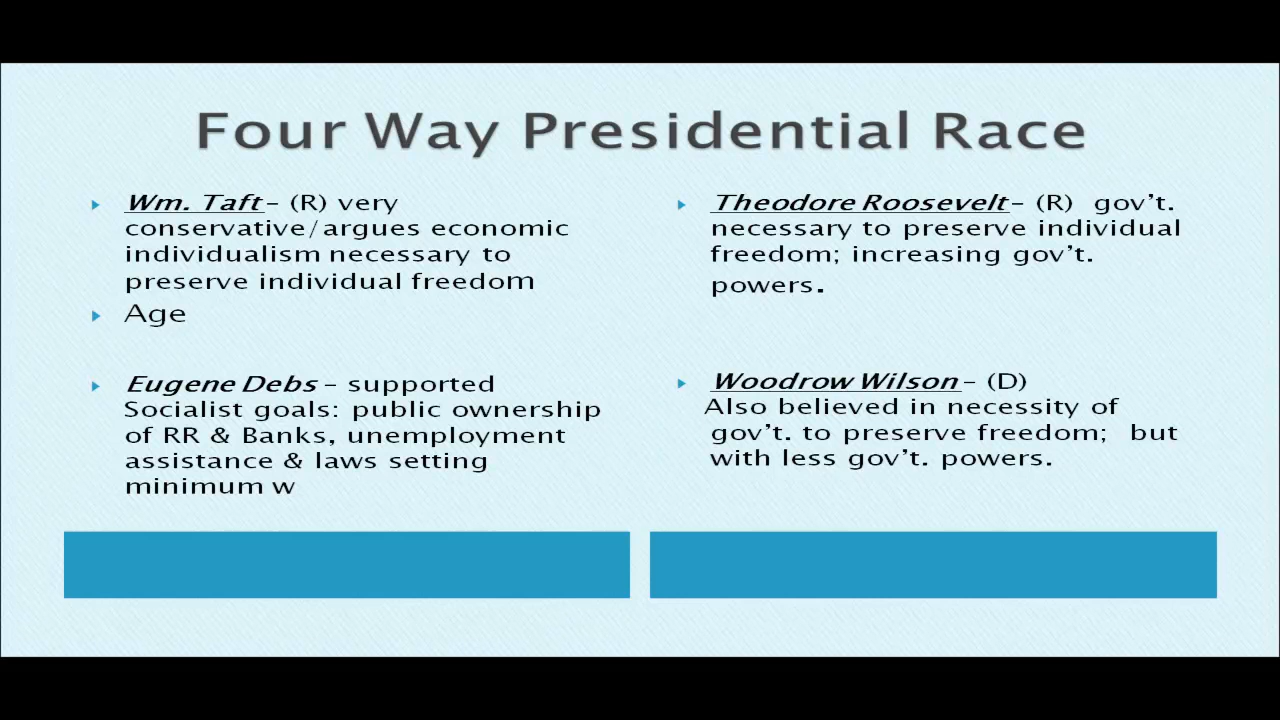 Four Way Presidential Race
Wm. Taft – (R) very
conservative/argues economic
individualism necessary to
preserve individual freedom
Age
Eugene Debs – supported
Socialist goals: public ownership
of RR & Banks, unemployment
assistance & laws setting
minimum w
Theodore Roosevelt – (R) gov’t.
necessary to preserve individual
freedom; increasing gov’t.
powers.
Woodrow Wilson – (D)
Also believed in necessity of
gov’t. to preserve freedom; but
with less gov’t. powers.